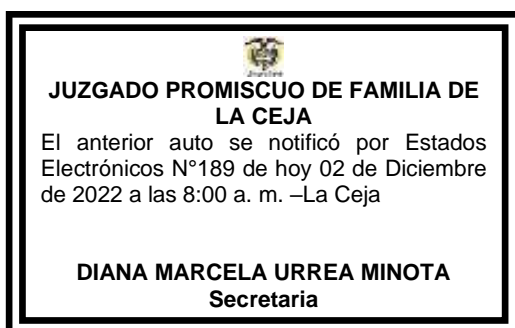 JUZGADO PROMISCUO DE FAMILIA DE
LA CEJA
El anterior auto se notificó por Estados
Electrónicos N°189 de hoy 02 de Diciembre
de 2022 a las 8:00 a. m. –La Ceja
DIANA MARCELA URREA MINOTA
Secretaria